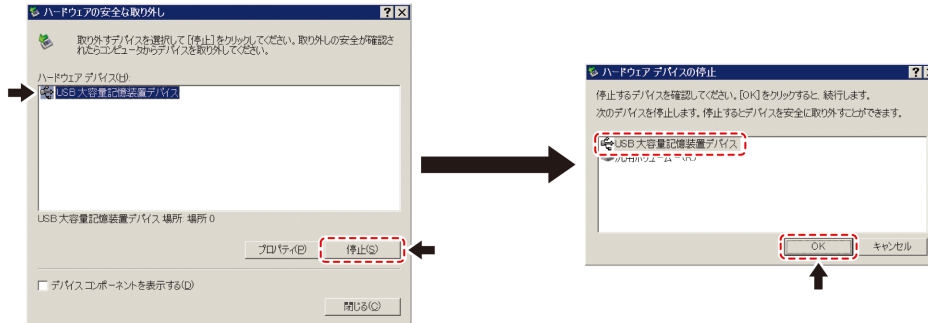 ハードウェアの安全な取り外し
取り外すデバイスを選択して [停止] をクリックしてください。取り外しの安全が確認さ
れたらコンピュータからデバイスを取り外してください。
ハードウェア デバイス(H):
USB 大容量記憶装置デバイス
USB 大容量記憶装置デバイス 場所 場所 0
プロパティ(P)
停止(S)
デバイス コンポーネントを表示する(D)
閉じる(C)
ハードウェア デバイスの停止
停止するデバイスを確認してください。[OK] をクリックすると、続行します。
次のデバイスを停止します。停止するとデバイスを安全に取り外すことができます。
USB 大容量記憶装置デバイス
汎用ボリューム - (R:)
OK
キャンセル